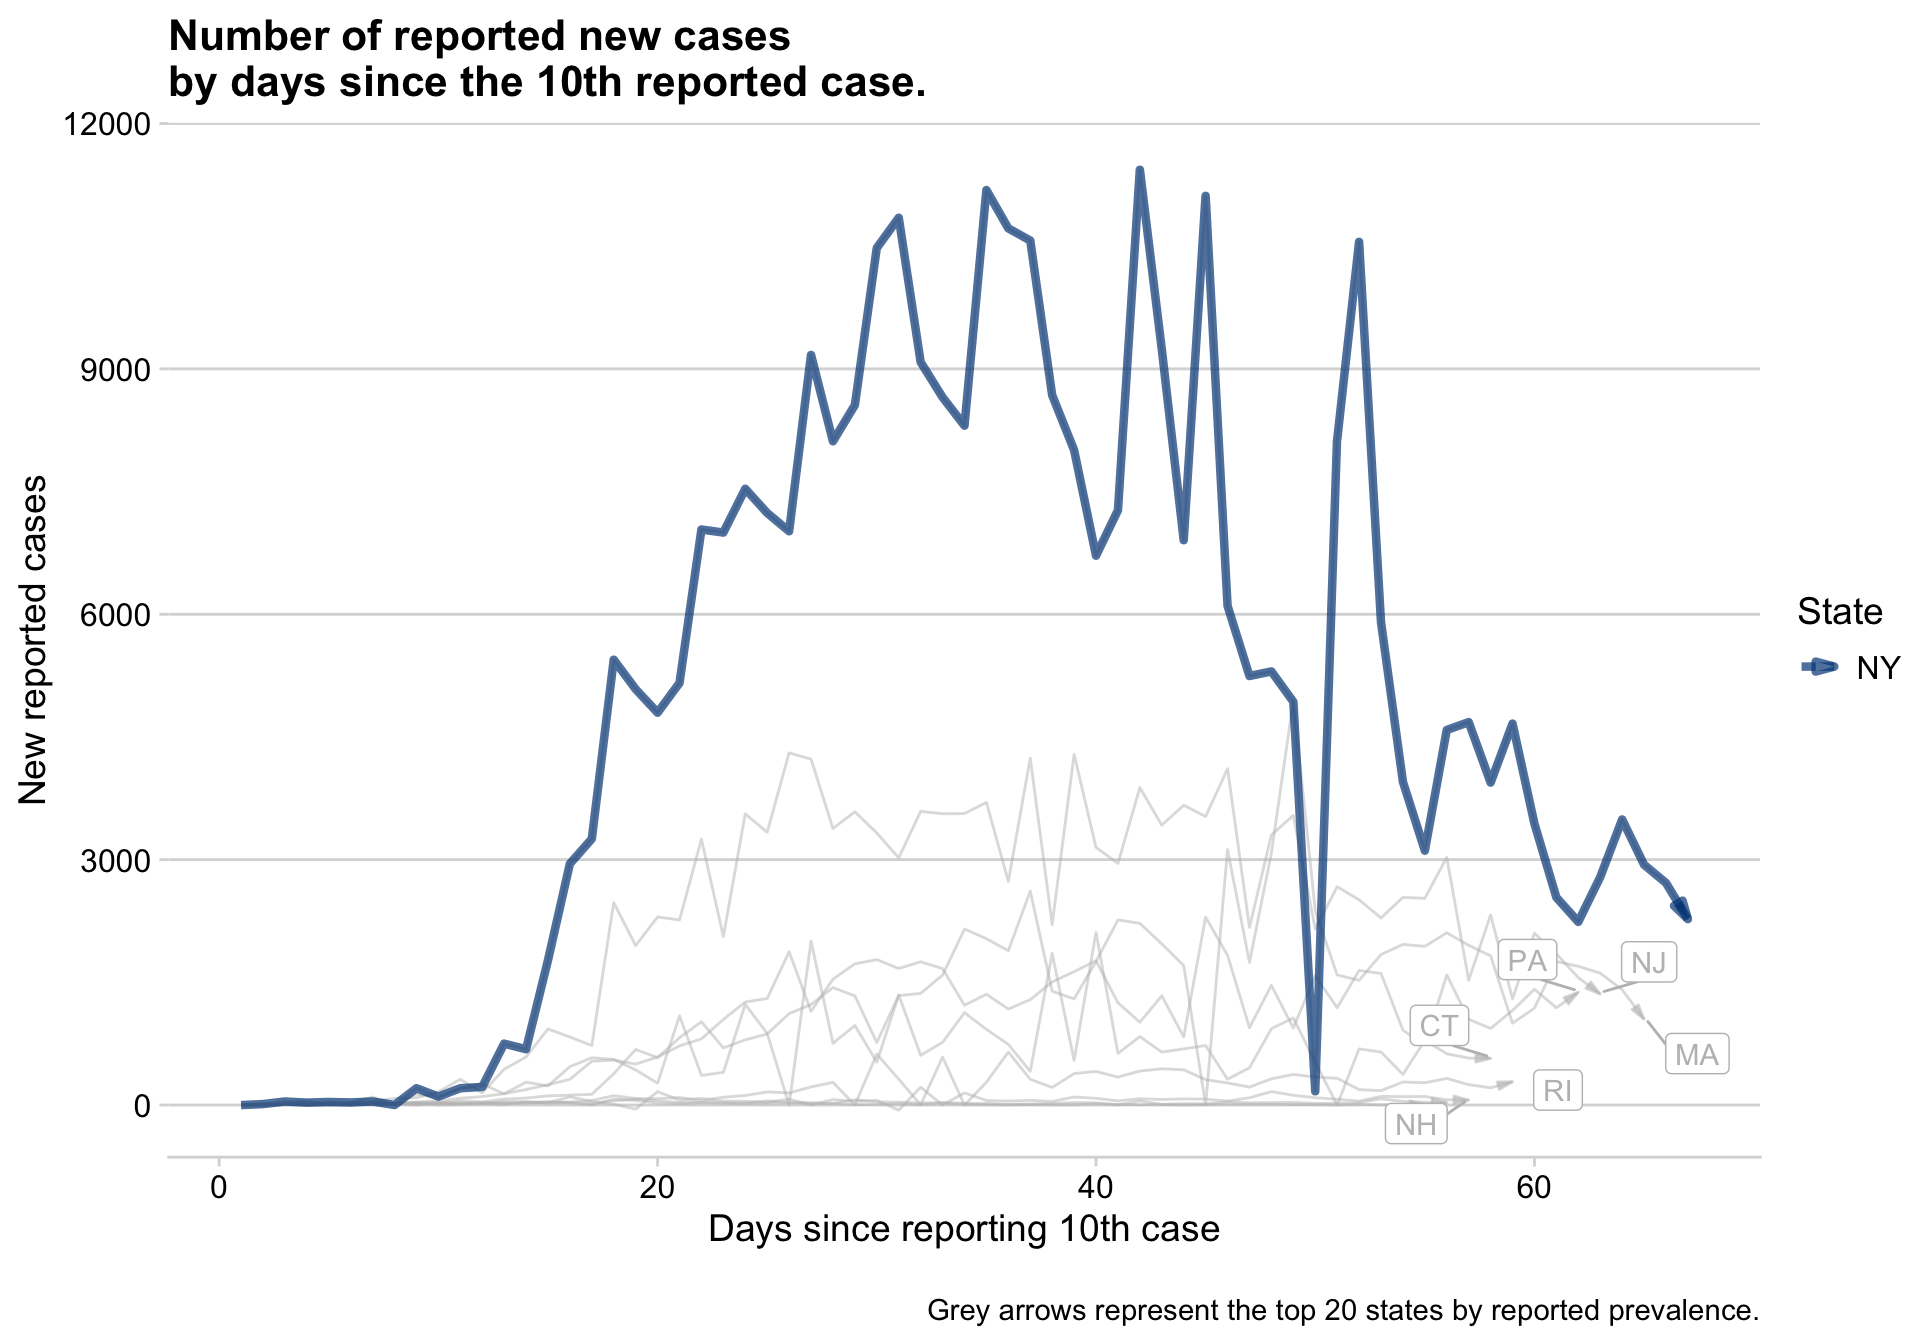 Number of reported new cases
by days since the 10th reported case.
12000
9000
6000
3000
0
New reported cases
PA
NJ
CT
MA
RI
NH
State
NY
0
20
40
60
Days since reporting 10th case
Grey arrows represent the top 20 states by reported prevalence.